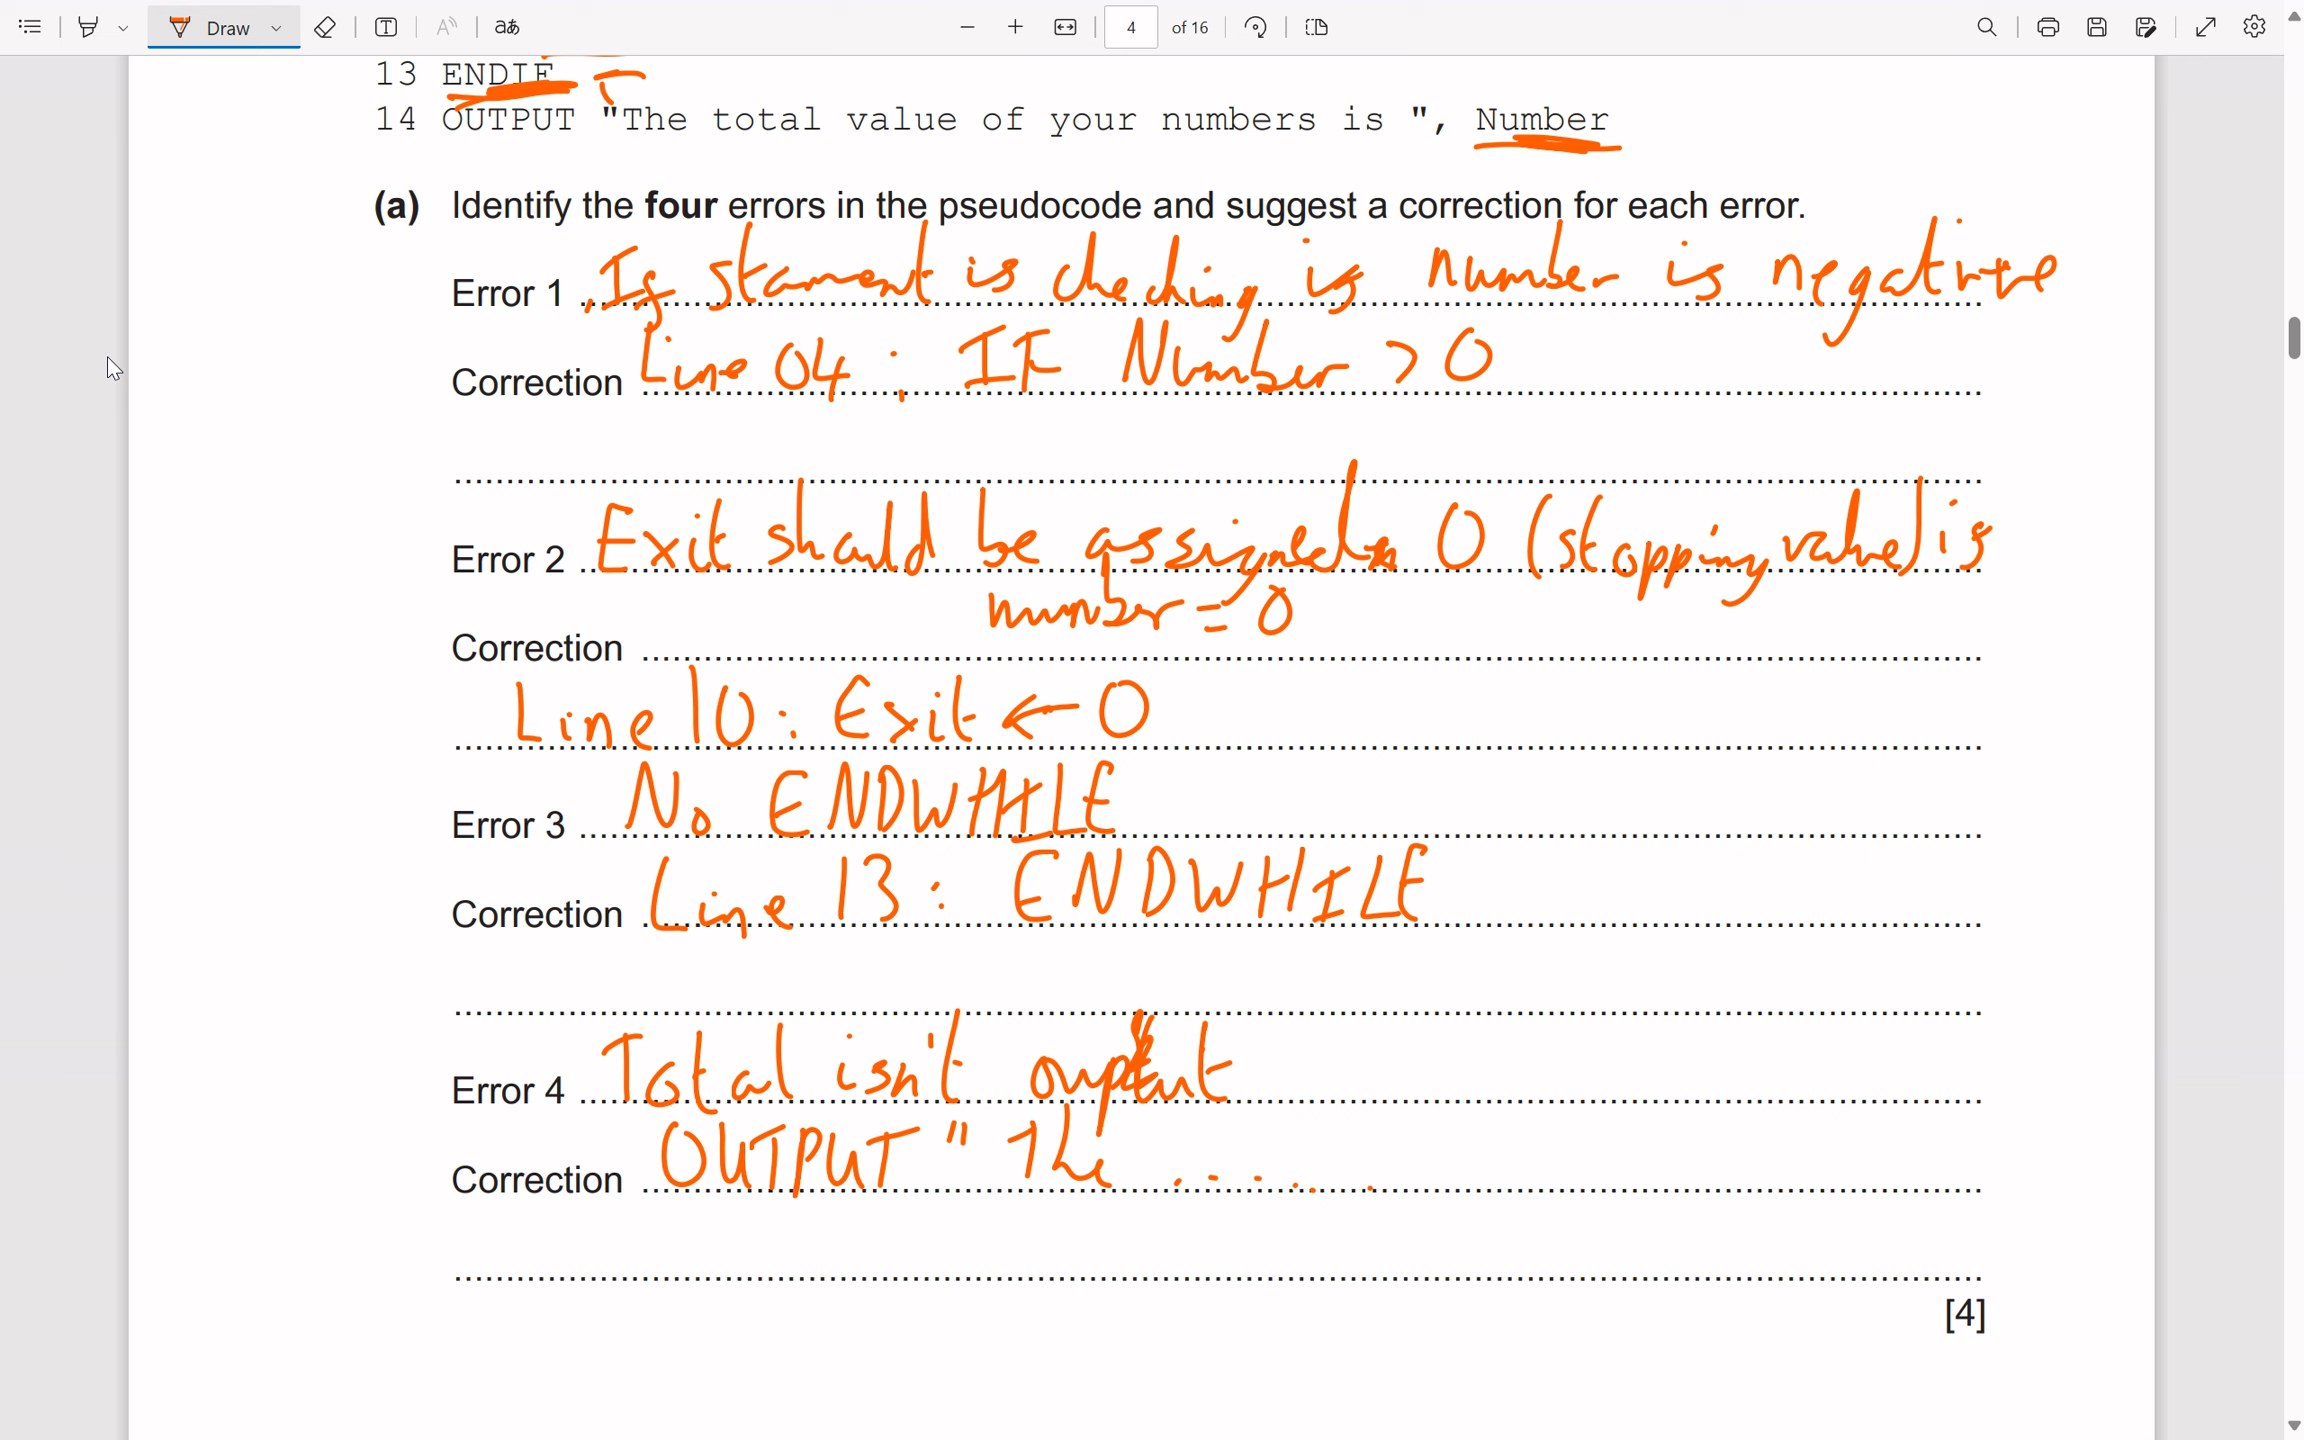 Draw
4 of 16
13 ENDIF
14 OUTPUT "The total value of your numbers is ", Number
(a) Identify the four errors in the pseudocode and suggest a correction for each error.
Error 1 If stament is checking is number is negative
Correction Line 04 : IF Number > 0
Error 2 Exit should be assigned 0 (stopping value) is
number = 0
Correction
Line 10 : Exit ← 0
Error 3 No ENDWHILE
Correction Line 13 : ENDWHILE
Error 4 Total isn't
Correction OUTPUT " The ......
[4]